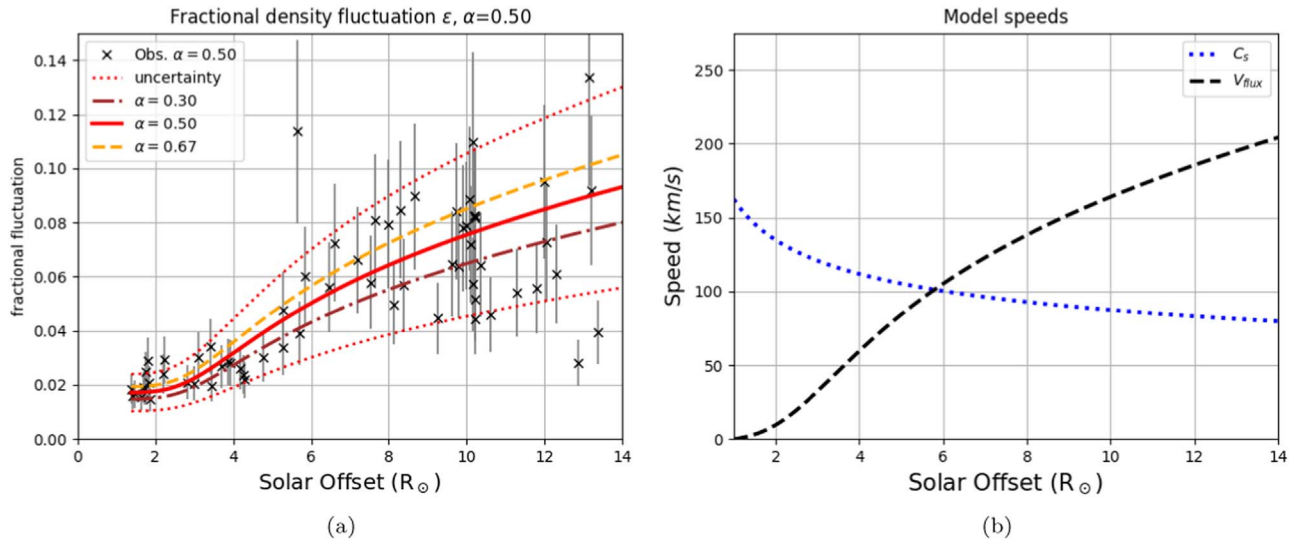 Fractional density fluctuation ε, α=0.50
fractional fluctuation
0.14
0.12
0.10
0.08
0.06
0.04
0.02
0.00
Obs. α = 0.50
uncertainty
α = 0.30
α = 0.50
α = 0.67
0 2 4 6 8 10 12 14
Solar Offset (R⊙)
(a)
Model speeds
Speed (km/s)
250
200
150
100
50
0
Cs
Vflux
2 4 6 8 10 12 14
Solar Offset (R⊙)
(b)